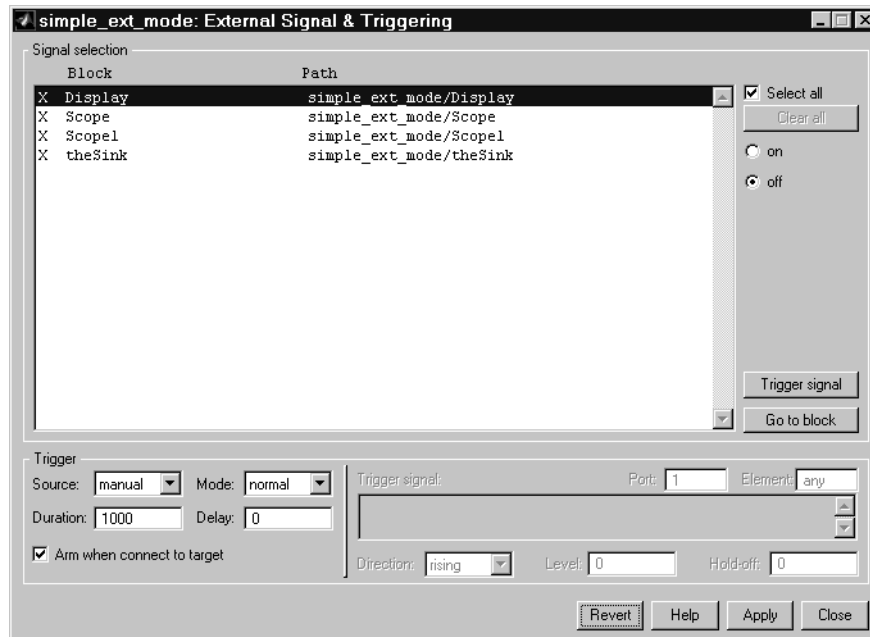 simple_ext_mode: External Signal & Triggering
Signal selection
Block Path
X Display simple_ext_mode/Display
X Scope simple_ext_mode/Scope
X Scope1 simple_ext_mode/Scope1
X theSink simple_ext_mode/theSink
Select all
Clear all
on
off
Trigger signal
Go to block
Trigger
Source: manual Mode: normal
Duration: 1000 Delay: 0
Arm when connect to target
Trigger signal: Port: 1 Element: any
Direction: rising Level: 0 Hold-off: 0
Revert Help Apply Close